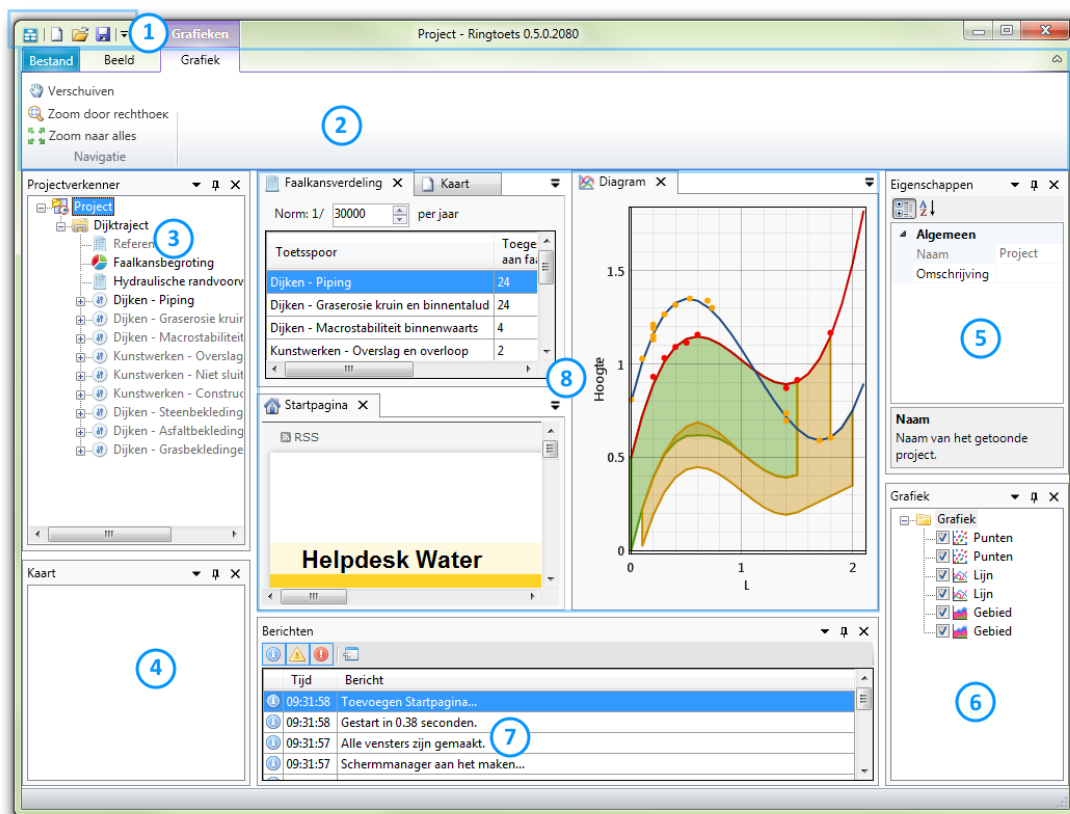 1
Grafieken
Project - Ringtoets 0.5.0.2080
Bestand
Beeld
Grafiek
Verschuiven
Zoom door rechthoek
Zoom naar alles
Navigatie
2
Projectverkenner
Project
Dijktraject
Referen
3
Faalkansbegroting
Hydraulische randvoorv
Dijken - Piping
Dijken - Graserosie kruir
Dijken - Macrostabiliteit
Kunstwerken - Overslag
Kunstwerken - Niet sluit
Kunstwerken - Construc
Dijken - Steenbekleding
Dijken - Asfaltbekleding
Dijken - Grasbekledinge
Kaart
4
Faalkansverdeling
Kaart
Norm: 1/ 30000 per jaar
Toetsspoor
Toege
aan faa
Dijken - Piping 24
Dijken - Graserosie kruin en binnentalud 24
Dijken - Macrostabiliteit binnenwaarts 4
Kunstwerken - Overslag en overloop 2
8
Startpagina
RSS
Helpdesk Water
Diagram
Hoogte
1.5
1
0.5
0
0 1 2
L
Berichten
Tijd Bericht
09:31:58 Toevoegen Startpagina...
09:31:58 Gestart in 0.38 seconden.
09:31:57 Alle vensters zijn gemaakt.
09:31:57 Schermmanager aan het maken...
7
Eigenschappen
Algemeen
Naam Project
Omschrijving
5
Naam
Naam van het getoonde
project.
Grafiek
Grafiek
Punten
Punten
Lijn
Lijn
Gebied
Gebied
6